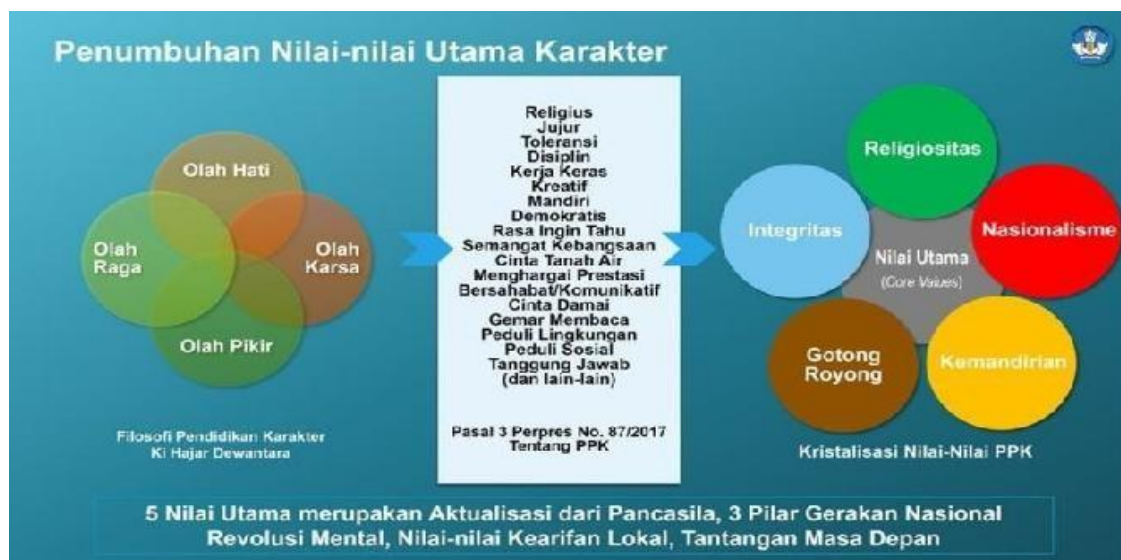 Penumbuhan Nilai-nilai Utama Karakter
Olah Hati
Olah
Raga
Olah
Karsa
Olah Pikir
Filosofi Pendidikan Karakter
Ki Hajar Dewantara
Religius
Jujur
Toleransi
Disiplin
Kerja Keras
Kreatif
Mandiri
Demokratis
Rasa Ingin Tahu
Semangat Kebangsaan
Cinta Tanah Air
Menghargai Prestasi
Bersahabat/Komunikatif
Cinta Damai
Gemar Membaca
Peduli Lingkungan
Peduli Sosial
Tanggung Jawab
(dan lain-lain)
Pasal 3 Perpres No. 87/2017
Tentang PPK
Religiositas
Integritas
Nasionalisme
Nilai Utama
(Core Values)
Gotong
Royong
Kemandirian
Kristalisasi Nilai-Nilai PPK
5 Nilai Utama merupakan Aktualisasi dari Pancasila, 3 Pilar Gerakan Nasional
Revolusi Mental, Nilai-nilai Kearifan Lokal, Tantangan Masa Depan